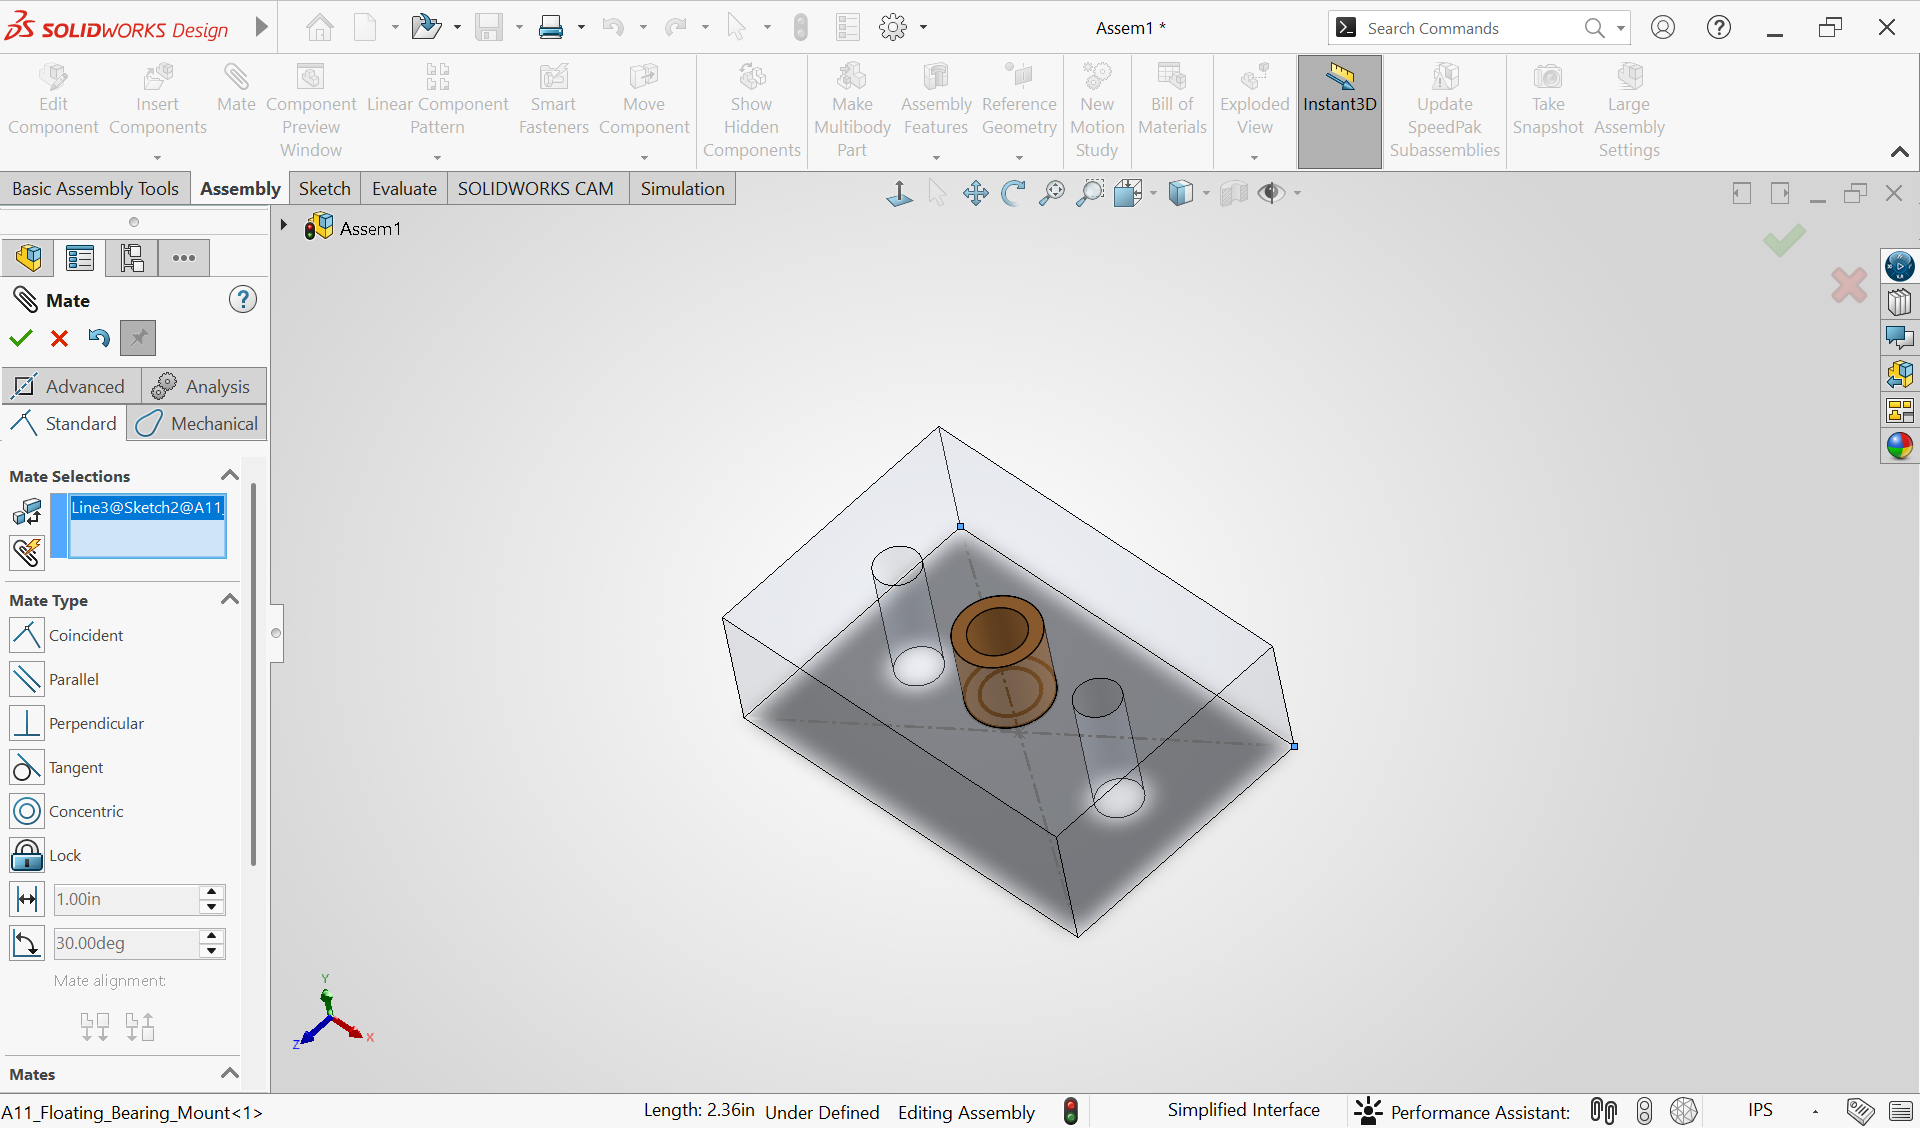 SOLIDWORKS Design
Assem1 *
Search Commands
Edit Component
Insert Components
Mate
Component Preview Window
Linear Component Pattern
Smart Fasteners
Move Component
Show Hidden Components
Make Multibody Part
Assembly Features
Reference Geometry
New Motion Study
Bill of Materials
Exploded View
Instant3D
Update SpeedPak Subassemblies
Take Snapshot
Large Assembly Settings
Basic Assembly Tools
Assembly
Sketch
Evaluate
SOLIDWORKS CAM
Simulation
Assem1
Mate
Advanced
Analysis
Standard
Mechanical
Mate Selections
Line3@Sketch2@A11_
Mate Type
Coincident
Parallel
Perpendicular
Tangent
Concentric
Lock
1.00in
30.00deg
Mate alignment:
Mates
Y
X
Z
A11_Floating_Bearing_Mount<1>
Length: 2.36in
Under Defined
Editing Assembly
Simplified Interface
Performance Assistant:
IPS